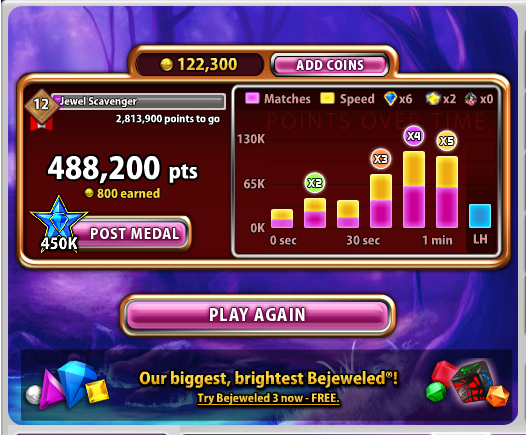 122,300
ADD COINS
12
Jewel Scavenger
2,813,900 points to go
488,200 pts
800 earned
450K
POST MEDAL
Matches Speed x6 x2 x0
POINTS OVER TIME
130K
65K
0K
X2
X3
X4
X5
0 sec 30 sec 1 min LH
PLAY AGAIN
Our biggest, brightest Bejeweled®!
Try Bejeweled 3 now - FREE.